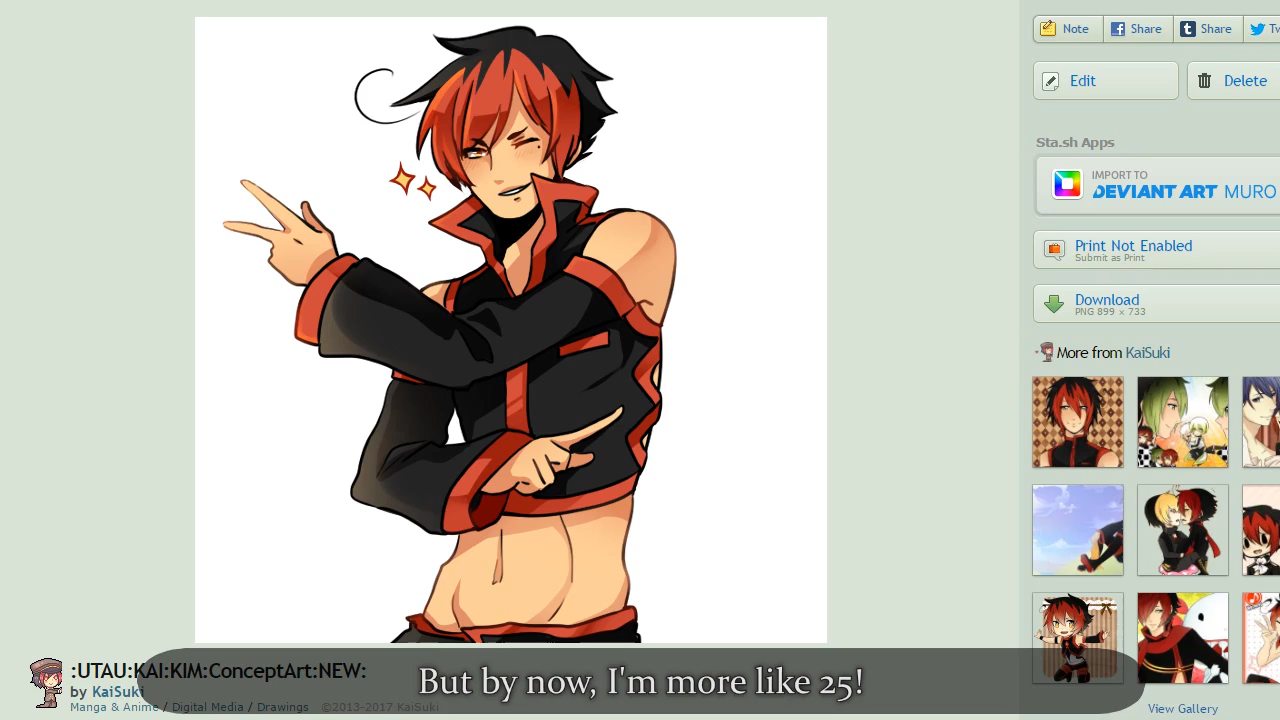 Note
Share
Share
Tw
Edit
Delete
Sta.sh Apps
IMPORT TO
DEVIANT ART MURO
Print Not Enabled
Submit as Print
Download
PNG 899 × 733
More from KaiSuki
View Gallery
:UTAU:KAI:KIM:ConceptArt:NEW:
by KaiSuki
Manga & Anime / Digital Media / Drawings ©2013-2017 KaiSuki
But by now, I'm more like 25!